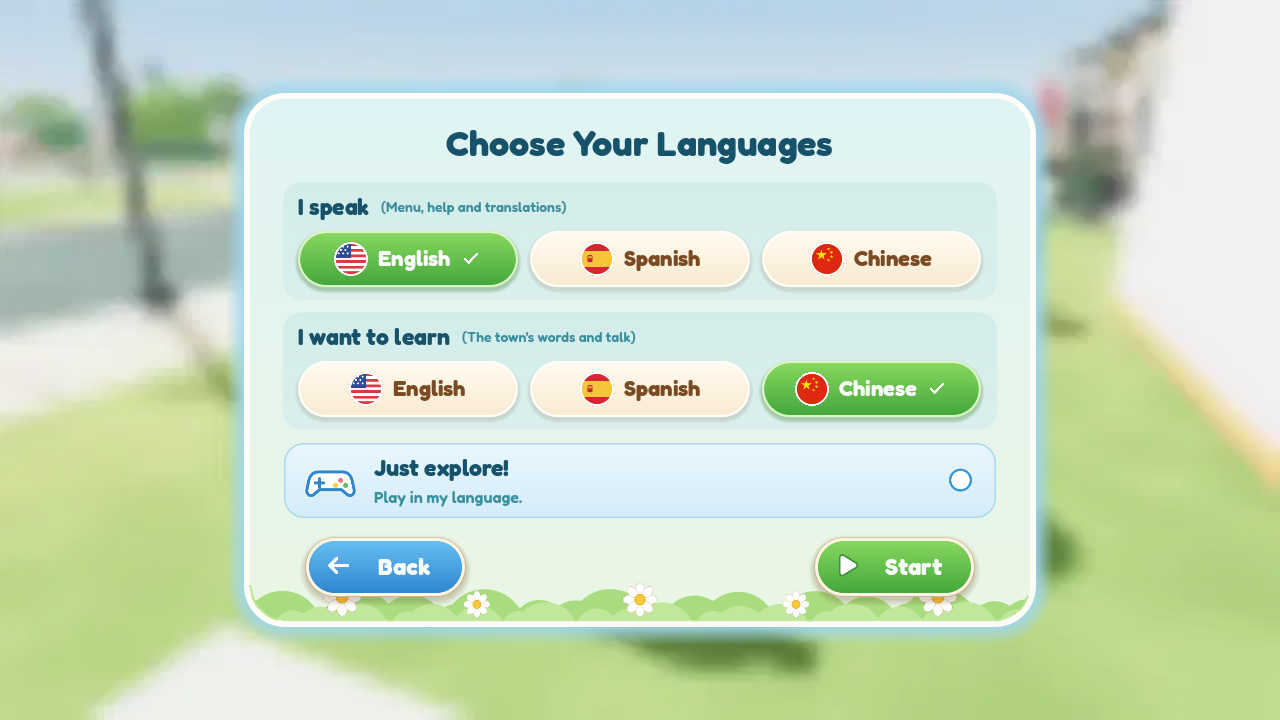 Choose Your Languages
I speak (Menu, help and translations)
English Spanish Chinese
I want to learn (The town's words and talk)
English Spanish Chinese
Just explore!
Play in my language.
Back Start